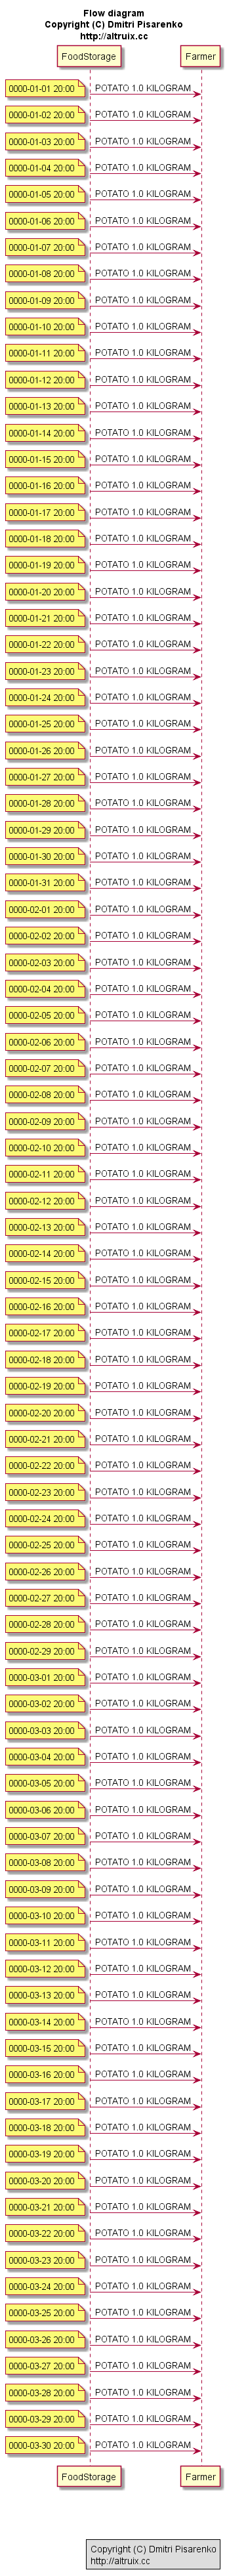 Flow diagram
Copyright (C) Dmitri Pisarenko
http://altruix.cc
FoodStorage Farmer
0000-01-01 20:00 POTATO 1.0 KILOGRAM
0000-01-02 20:00 POTATO 1.0 KILOGRAM
0000-01-03 20:00 POTATO 1.0 KILOGRAM
0000-01-04 20:00 POTATO 1.0 KILOGRAM
0000-01-05 20:00 POTATO 1.0 KILOGRAM
0000-01-06 20:00 POTATO 1.0 KILOGRAM
0000-01-07 20:00 POTATO 1.0 KILOGRAM
0000-01-08 20:00 POTATO 1.0 KILOGRAM
0000-01-09 20:00 POTATO 1.0 KILOGRAM
0000-01-10 20:00 POTATO 1.0 KILOGRAM
0000-01-11 20:00 POTATO 1.0 KILOGRAM
0000-01-12 20:00 POTATO 1.0 KILOGRAM
0000-01-13 20:00 POTATO 1.0 KILOGRAM
0000-01-14 20:00 POTATO 1.0 KILOGRAM
0000-01-15 20:00 POTATO 1.0 KILOGRAM
0000-01-16 20:00 POTATO 1.0 KILOGRAM
0000-01-17 20:00 POTATO 1.0 KILOGRAM
0000-01-18 20:00 POTATO 1.0 KILOGRAM
0000-01-19 20:00 POTATO 1.0 KILOGRAM
0000-01-20 20:00 POTATO 1.0 KILOGRAM
0000-01-21 20:00 POTATO 1.0 KILOGRAM
0000-01-22 20:00 POTATO 1.0 KILOGRAM
0000-01-23 20:00 POTATO 1.0 KILOGRAM
0000-01-24 20:00 POTATO 1.0 KILOGRAM
0000-01-25 20:00 POTATO 1.0 KILOGRAM
0000-01-26 20:00 POTATO 1.0 KILOGRAM
0000-01-27 20:00 POTATO 1.0 KILOGRAM
0000-01-28 20:00 POTATO 1.0 KILOGRAM
0000-01-29 20:00 POTATO 1.0 KILOGRAM
0000-01-30 20:00 POTATO 1.0 KILOGRAM
0000-01-31 20:00 POTATO 1.0 KILOGRAM
0000-02-01 20:00 POTATO 1.0 KILOGRAM
0000-02-02 20:00 POTATO 1.0 KILOGRAM
0000-02-03 20:00 POTATO 1.0 KILOGRAM
0000-02-04 20:00 POTATO 1.0 KILOGRAM
0000-02-05 20:00 POTATO 1.0 KILOGRAM
0000-02-06 20:00 POTATO 1.0 KILOGRAM
0000-02-07 20:00 POTATO 1.0 KILOGRAM
0000-02-08 20:00 POTATO 1.0 KILOGRAM
0000-02-09 20:00 POTATO 1.0 KILOGRAM
0000-02-10 20:00 POTATO 1.0 KILOGRAM
0000-02-11 20:00 POTATO 1.0 KILOGRAM
0000-02-12 20:00 POTATO 1.0 KILOGRAM
0000-02-13 20:00 POTATO 1.0 KILOGRAM
0000-02-14 20:00 POTATO 1.0 KILOGRAM
0000-02-15 20:00 POTATO 1.0 KILOGRAM
0000-02-16 20:00 POTATO 1.0 KILOGRAM
0000-02-17 20:00 POTATO 1.0 KILOGRAM
0000-02-18 20:00 POTATO 1.0 KILOGRAM
0000-02-19 20:00 POTATO 1.0 KILOGRAM
0000-02-20 20:00 POTATO 1.0 KILOGRAM
0000-02-21 20:00 POTATO 1.0 KILOGRAM
0000-02-22 20:00 POTATO 1.0 KILOGRAM
0000-02-23 20:00 POTATO 1.0 KILOGRAM
0000-02-24 20:00 POTATO 1.0 KILOGRAM
0000-02-25 20:00 POTATO 1.0 KILOGRAM
0000-02-26 20:00 POTATO 1.0 KILOGRAM
0000-02-27 20:00 POTATO 1.0 KILOGRAM
0000-02-28 20:00 POTATO 1.0 KILOGRAM
0000-02-29 20:00 POTATO 1.0 KILOGRAM
0000-03-01 20:00 POTATO 1.0 KILOGRAM
0000-03-02 20:00 POTATO 1.0 KILOGRAM
0000-03-03 20:00 POTATO 1.0 KILOGRAM
0000-03-04 20:00 POTATO 1.0 KILOGRAM
0000-03-05 20:00 POTATO 1.0 KILOGRAM
0000-03-06 20:00 POTATO 1.0 KILOGRAM
0000-03-07 20:00 POTATO 1.0 KILOGRAM
0000-03-08 20:00 POTATO 1.0 KILOGRAM
0000-03-09 20:00 POTATO 1.0 KILOGRAM
0000-03-10 20:00 POTATO 1.0 KILOGRAM
0000-03-11 20:00 POTATO 1.0 KILOGRAM
0000-03-12 20:00 POTATO 1.0 KILOGRAM
0000-03-13 20:00 POTATO 1.0 KILOGRAM
0000-03-14 20:00 POTATO 1.0 KILOGRAM
0000-03-15 20:00 POTATO 1.0 KILOGRAM
0000-03-16 20:00 POTATO 1.0 KILOGRAM
0000-03-17 20:00 POTATO 1.0 KILOGRAM
0000-03-18 20:00 POTATO 1.0 KILOGRAM
0000-03-19 20:00 POTATO 1.0 KILOGRAM
0000-03-20 20:00 POTATO 1.0 KILOGRAM
0000-03-21 20:00 POTATO 1.0 KILOGRAM
0000-03-22 20:00 POTATO 1.0 KILOGRAM
0000-03-23 20:00 POTATO 1.0 KILOGRAM
0000-03-24 20:00 POTATO 1.0 KILOGRAM
0000-03-25 20:00 POTATO 1.0 KILOGRAM
0000-03-26 20:00 POTATO 1.0 KILOGRAM
0000-03-27 20:00 POTATO 1.0 KILOGRAM
0000-03-28 20:00 POTATO 1.0 KILOGRAM
0000-03-29 20:00 POTATO 1.0 KILOGRAM
0000-03-30 20:00 POTATO 1.0 KILOGRAM
FoodStorage Farmer
Copyright (C) Dmitri Pisarenko
http://altruix.cc